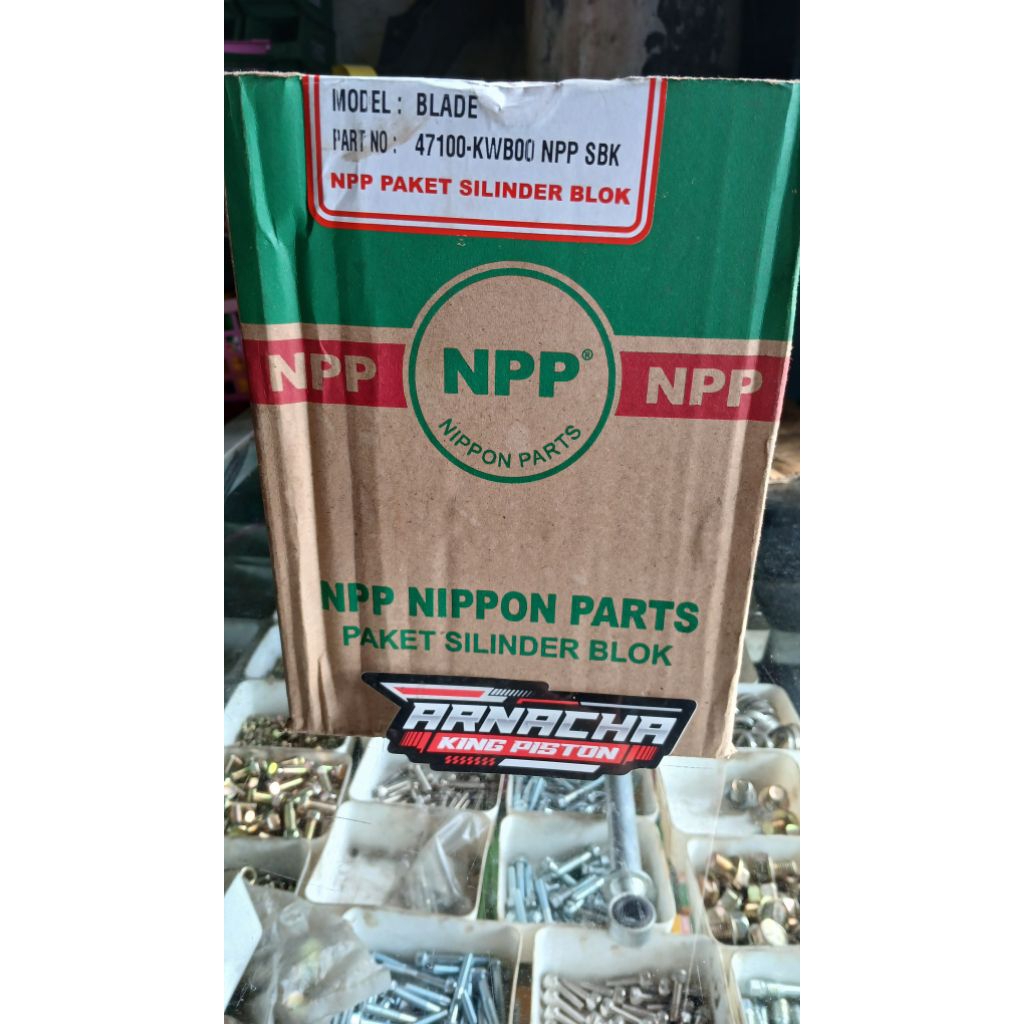 MODEL : BLADE
PART NO : 47100-KWB00 NPP SBK
NPP PAKET SILINDER BLOK
NPP
NPP®
NPP
NIPPON PARTS
NPP NIPPON PARTS
PAKET SILINDER BLOK
ARNACHA
KING PISTON